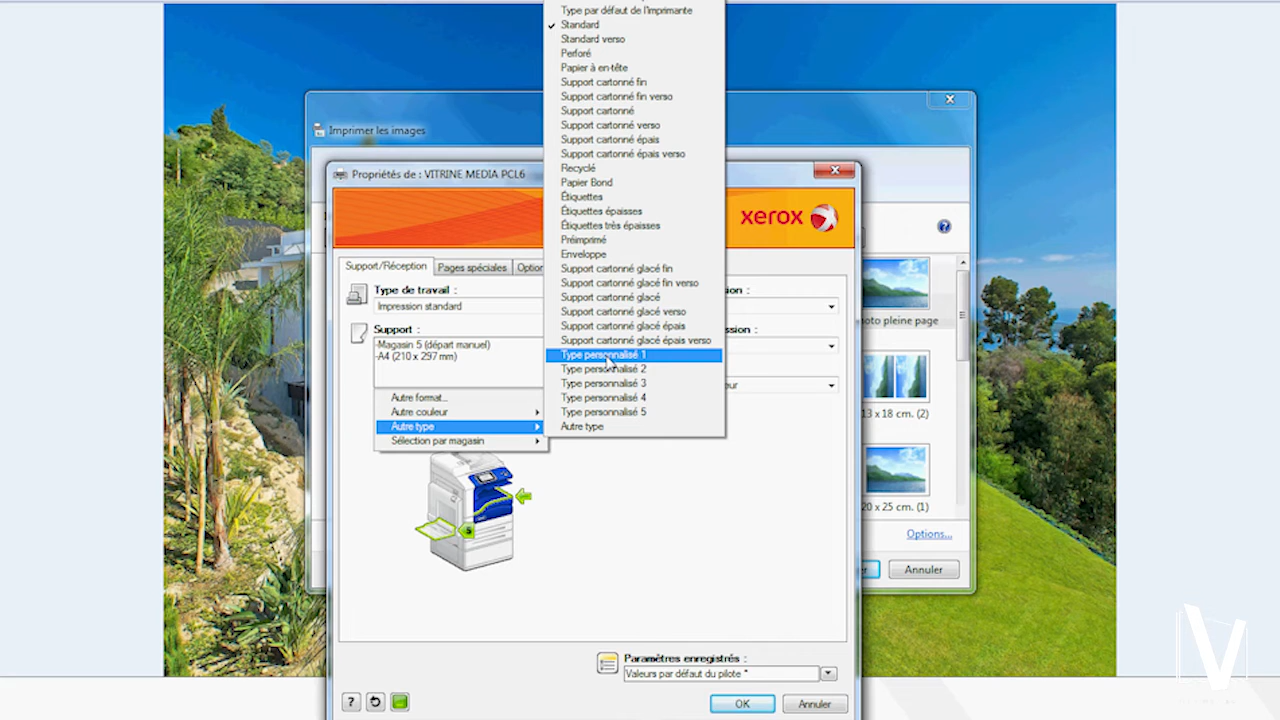 Type par défaut de l'imprimante
Standard
Standard verso
Perforé
Papier à en-tête
Support cartonné fin
Support cartonné fin verso
Support cartonné
Support cartonné verso
Support cartonné épais
Support cartonné épais verso
Recyclé
Papier Bond
Étiquettes
Étiquettes épaisses
Étiquettes très épaisses
Préimprimé
Enveloppe
Support cartonné glacé fin
Support cartonné glacé fin verso
Support cartonné glacé
Support cartonné glacé verso
Support cartonné glacé épais
Support cartonné glacé épais verso
Type personnalisé 1
Type personnalisé 2
Type personnalisé 3
Type personnalisé 4
Type personnalisé 5
Autre type
Imprimer les images
Propriétés de : VITRINE MEDIA PCL6
xerox
Support/Réception
Pages spéciales
Option
Type de travail :
Impression standard
Support :
-Magasin 5 (départ manuel)
-A4 (210 x 297 mm)
Autre format...
Autre couleur
Autre type
Sélection par magasin
5
oto pleine page
13 x 18 cm. (2)
20 x 25 cm. (1)
Options...
Annuler
Paramètres enregistrés :
Valeurs par défaut du pilote *
?
OK
Annuler
V